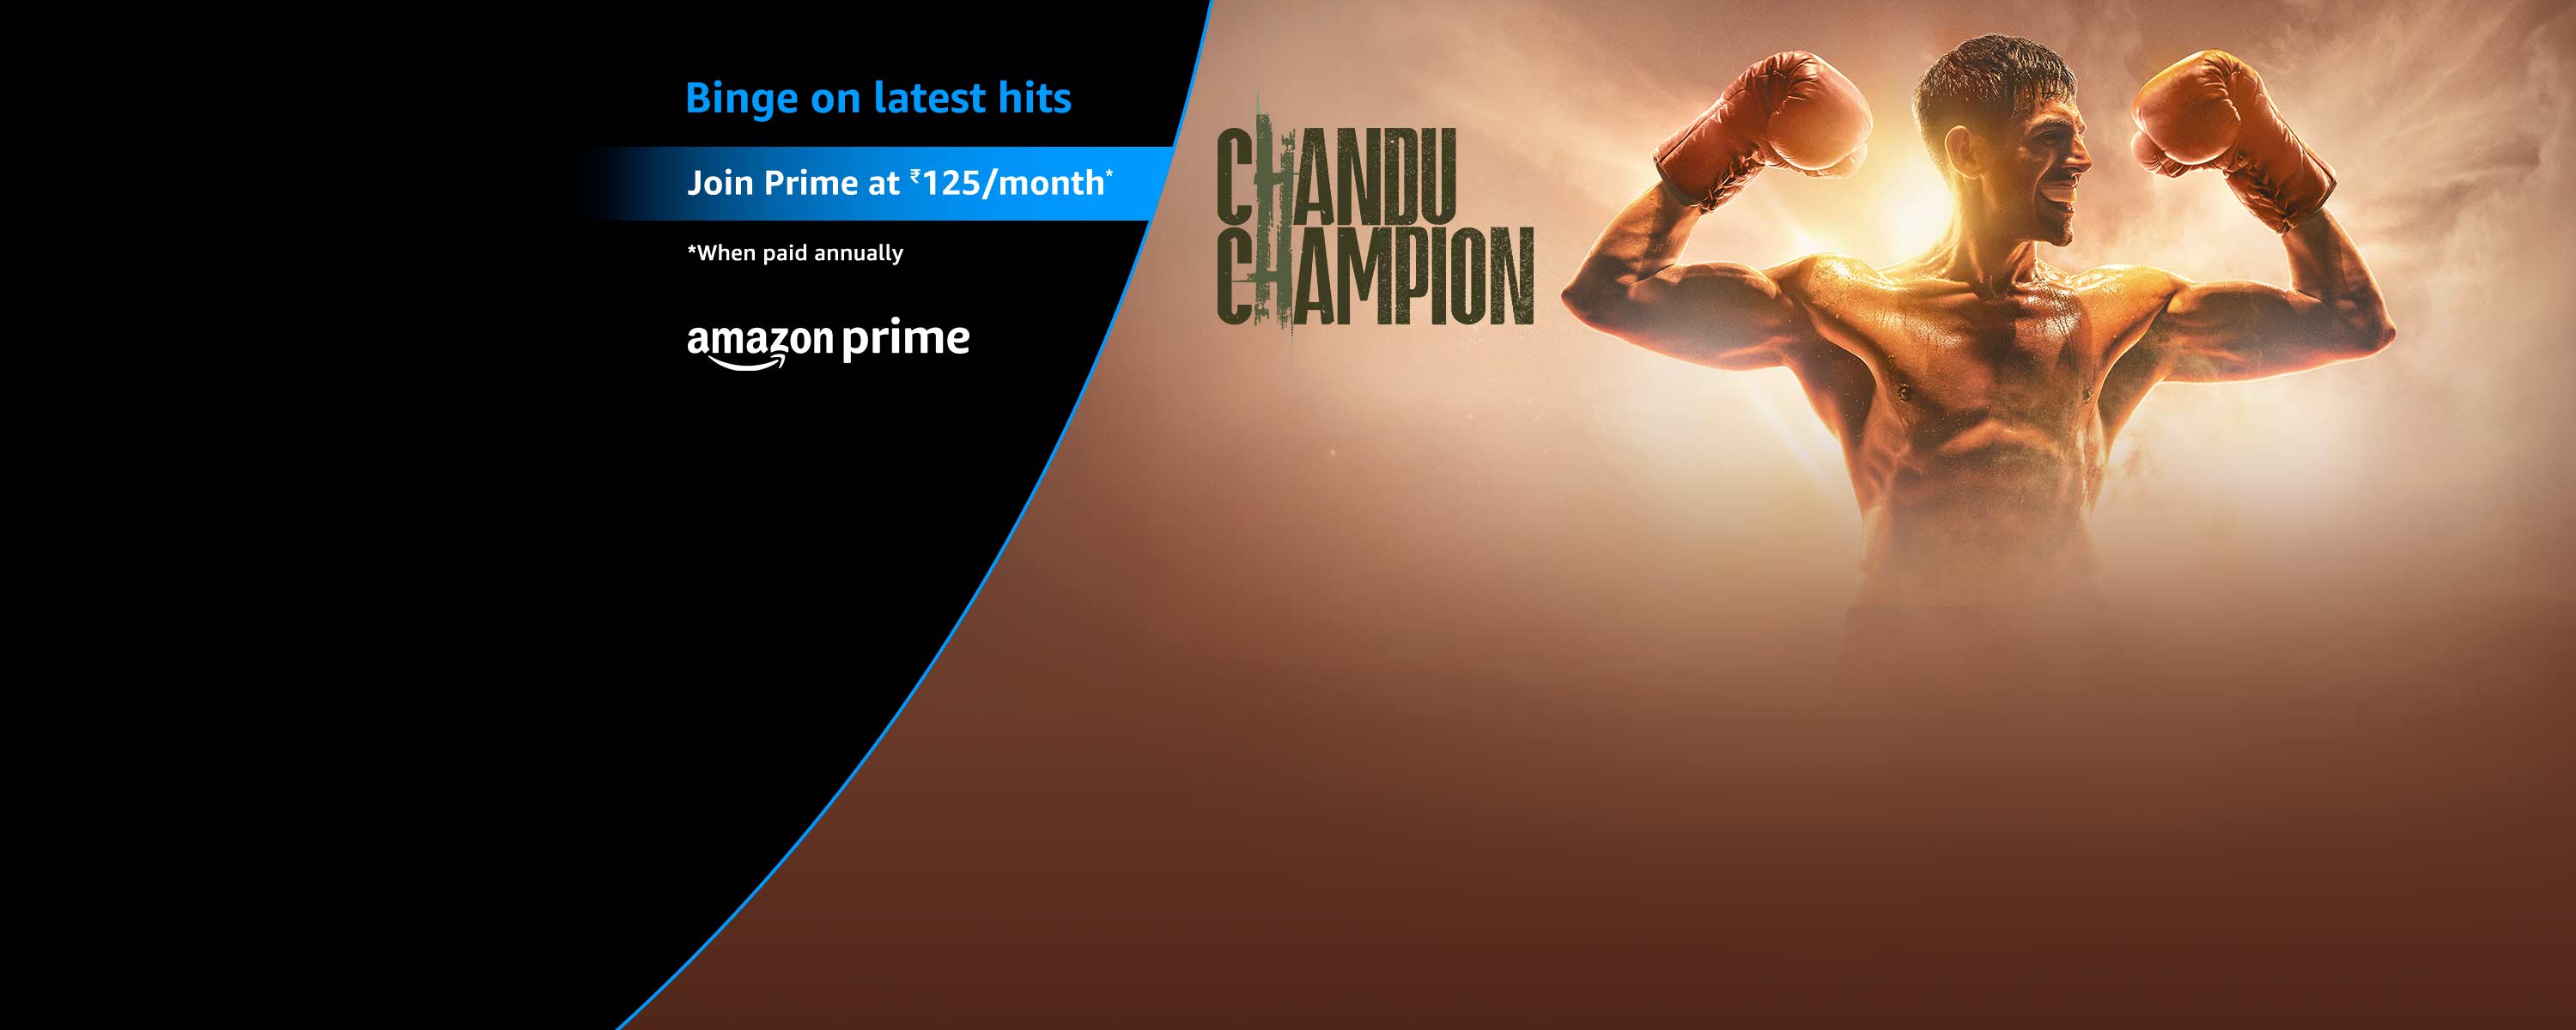 Binge on latest hits
Join Prime at ₹125/month*
*When paid annually
amazon prime
CHANDU
CHAMPION